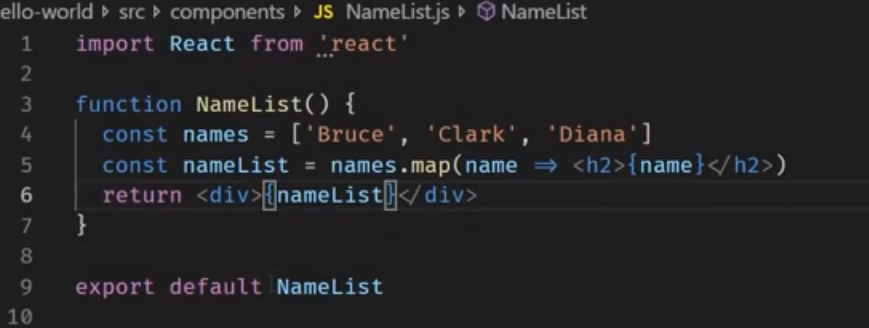 ello-world > src > components > JS NameList.js > NameList
1 import React from 'react'
2
3 function NameList() {
4 const names = ['Bruce', 'Clark', 'Diana']
5 const nameList = names.map(name => <h2>{name}</h2>)
6 return <div>{nameList}</div>
7 }
8
9 export default NameList
10